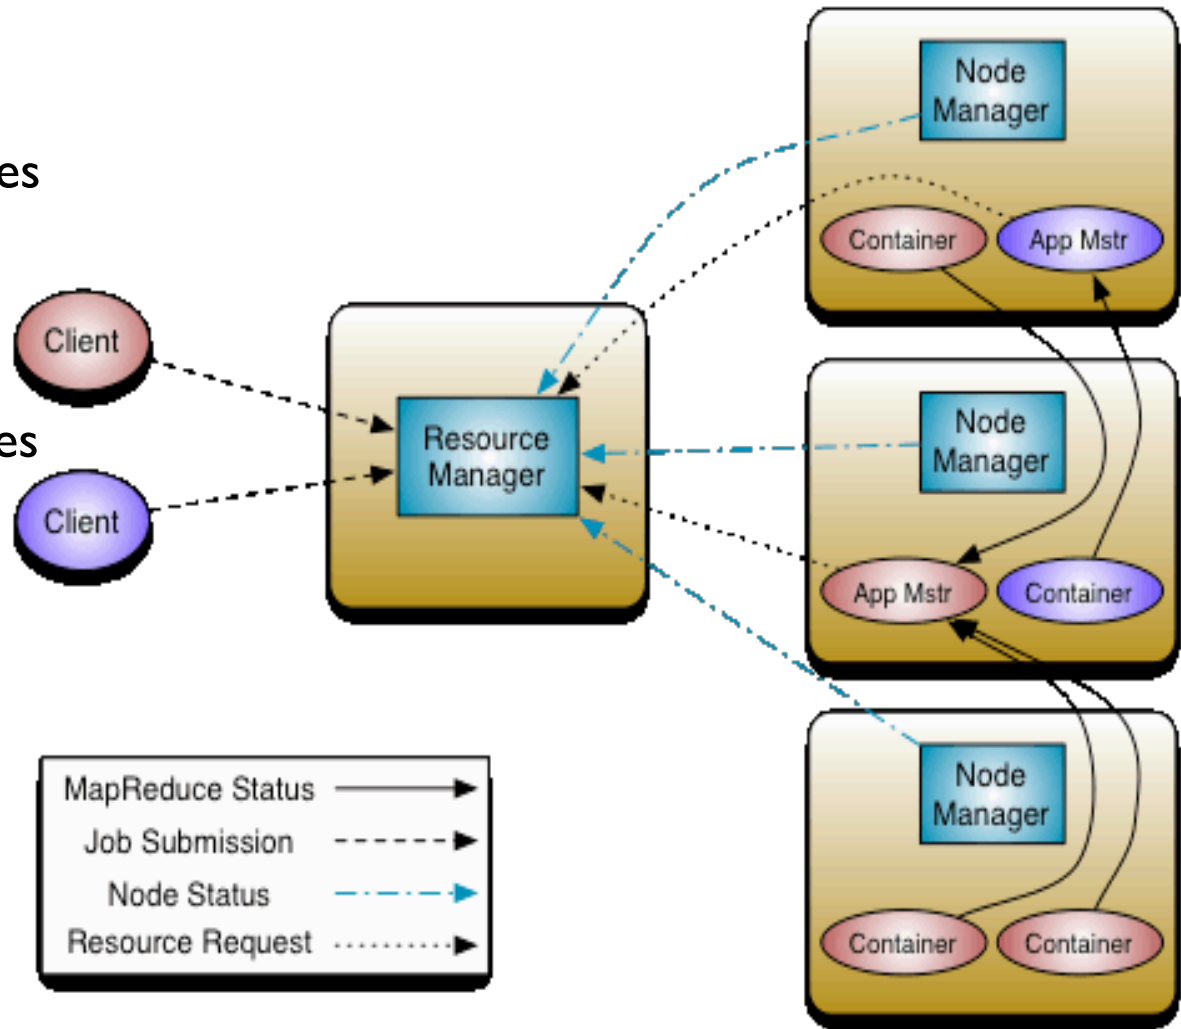 es
Client
es
Client
Resource
Manager
Node
Manager
Container
App Mstr
Node
Manager
App Mstr
Container
Node
Manager
Container
Container
MapReduce Status
Job Submission
Node Status
Resource Request